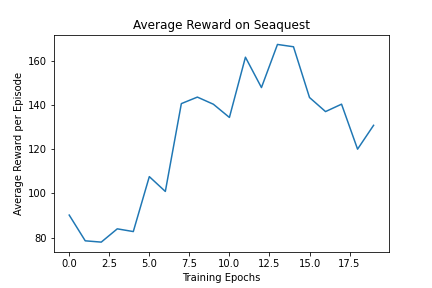 Average Reward on Seaquest
160
140
120
100
80
Average Reward per Episode
0.0 2.5 5.0 7.5 10.0 12.5 15.0 17.5
Training Epochs